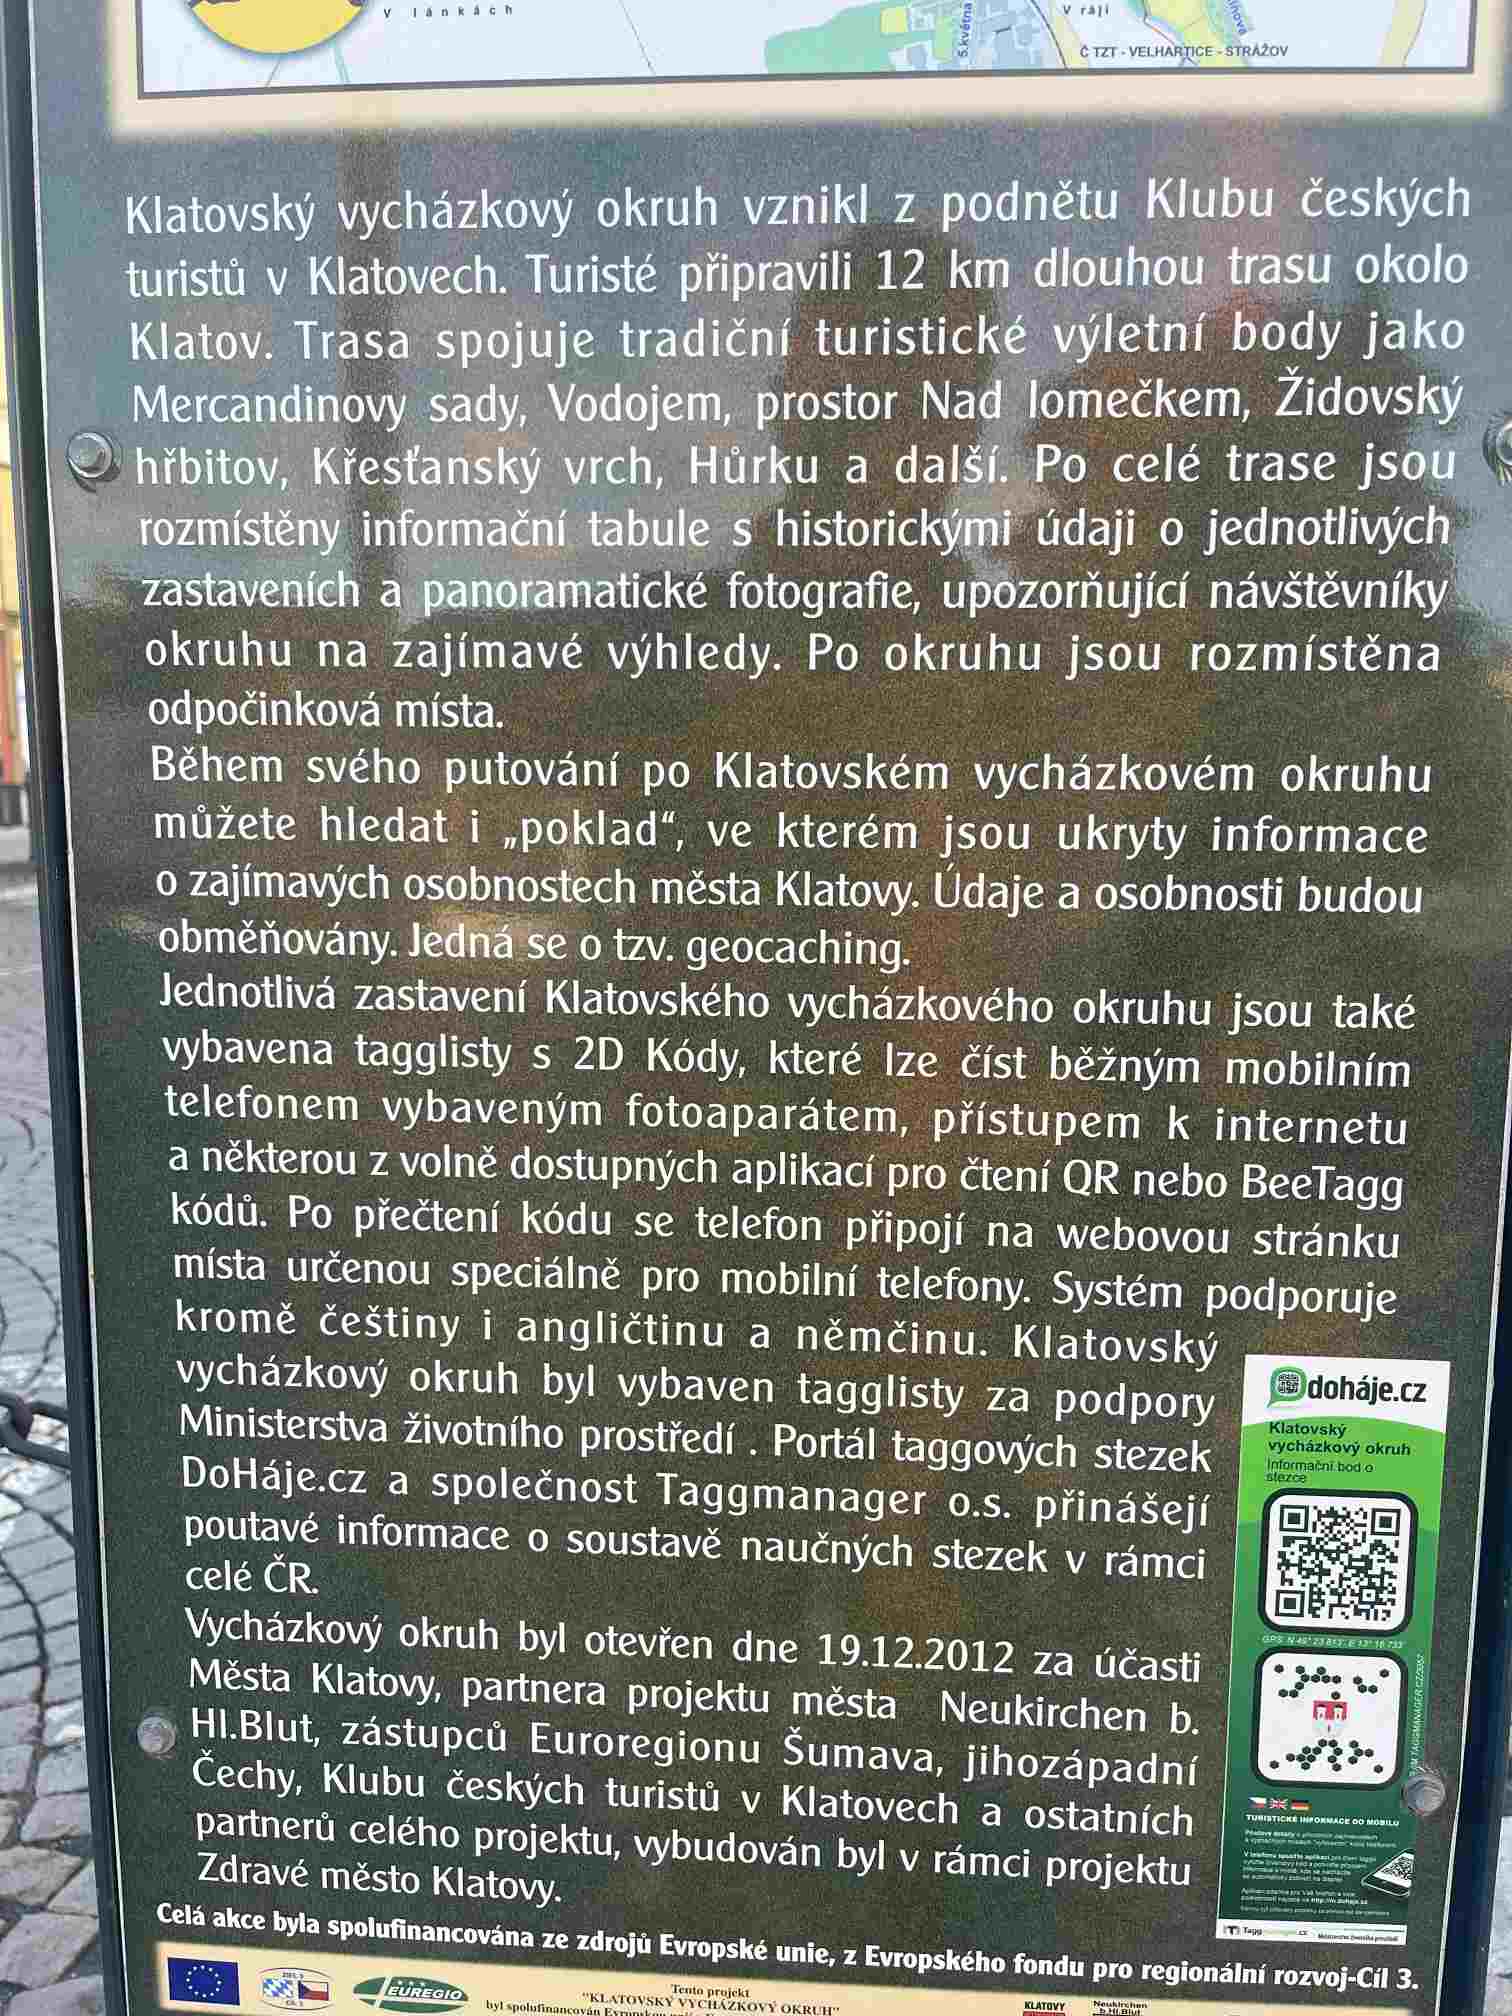 V lánkách
5.května
V ráji
Č TZT - VELHARTICE - STRÁŽOV
Klatovský vycházkový okruh vznikl z podnětu Klubu českých
turistů v Klatovech. Turisté připravili 12 km dlouhou trasu okolo
Klatov. Trasa spojuje tradiční turistické výletní body jako
Mercandinovy sady, Vodojem, prostor Nad lomečkem, Židovský
hřbitov, Křesťanský vrch, Hůrku a další. Po celé trase jsou
rozmístěny informační tabule s historickými údaji o jednotlivých
zastaveních a panoramatické fotografie, upozorňující návštěvníky
okruhu na zajímavé výhledy. Po okruhu jsou rozmístěna
odpočinková místa.
Během svého putování po Klatovském vycházkovém okruhu
můžete hledat i „poklad“, ve kterém jsou ukryty informace
o zajímavých osobnostech města Klatovy. Údaje a osobnosti budou
obměňovány. Jedná se o tzv. geocaching.
Jednotlivá zastavení Klatovského vycházkového okruhu jsou také
vybavena tagglisty s 2D Kódy, které lze číst běžným mobilním
telefonem vybaveným fotoaparátem, přístupem k internetu
a některou z volně dostupných aplikací pro čtení QR nebo BeeTagg
kódů. Po přečtení kódu se telefon připojí na webovou stránku
místa určenou speciálně pro mobilní telefony. Systém podporuje
kromě češtiny i angličtinu a němčinu. Klatovský
vycházkový okruh byl vybaven tagglisty za podpory
Ministerstva životního prostředí . Portál taggových stezek
DoHáje.cz a společnost Taggmanager o.s. přinášejí
poutavé informace o soustavě naučných stezek v rámci
celé ČR.
Vycházkový okruh byl otevřen dne 19.12.2012 za účasti
Města Klatovy, partnera projektu města Neukirchen b.
Hl.Blut, zástupců Euroregionu Šumava, jihozápadní
Čechy, Klubu českých turistů v Klatovech a ostatních
partnerů celého projektu, vybudován byl v rámci projektu
Zdravé město Klatovy.
doháje.cz
Klatovský
vycházkový okruh
Informační bod o
stezce
GPS: N 49° 23 813', E 13° 16 733'
TURISTICKÉ INFORMACE DO MOBILU
Celá akce byla spolufinancována ze zdrojů Evropské unie, z Evropského fondu pro regionální rozvoj-Cíl 3.
EUREGIO
Tento projekt
"KLATOVSKÝ VYCHÁZKOVÝ OKRUH"
byl spolufinancován
KLATOVY
Neukirchen
b.Hl.Blut